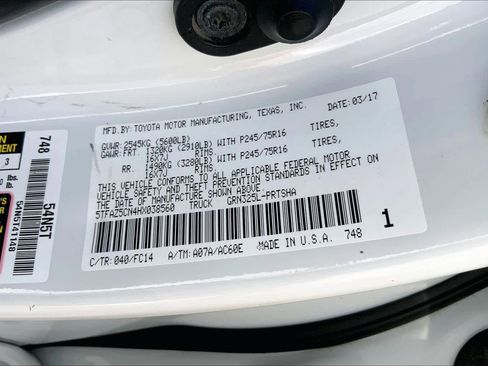 MFD.BY: TOYOTA MOTOR MANUFACTURING, TEXAS, INC. DATE: 03/17
GVWR: 2545KG (5600LB)
GAWR: FRT. 1320KG (2910LB) WITH P245/75R16 TIRES,
16X7J RIMS
RR. 1490KG (3280LB) WITH P245/75R16 TIRES,
16X7J RIMS
THIS VEHICLE CONFORMS TO ALL APPLICABLE FEDERAL MOTOR
VEHICLE SAFETY AND THEFT PREVENTION STANDARDS IN EFFECT ON
THE DATE OF MANUFACTURE SHOWN ABOVE.
5TFAZ5CN4HX038560 TRUCK GRN325L-PRTSHA
1
C/TR: 040/FC14 A/TM: A07A/AC60E MADE IN U.S.A. 748
749
54N5T
54N5141148
3
lbs.